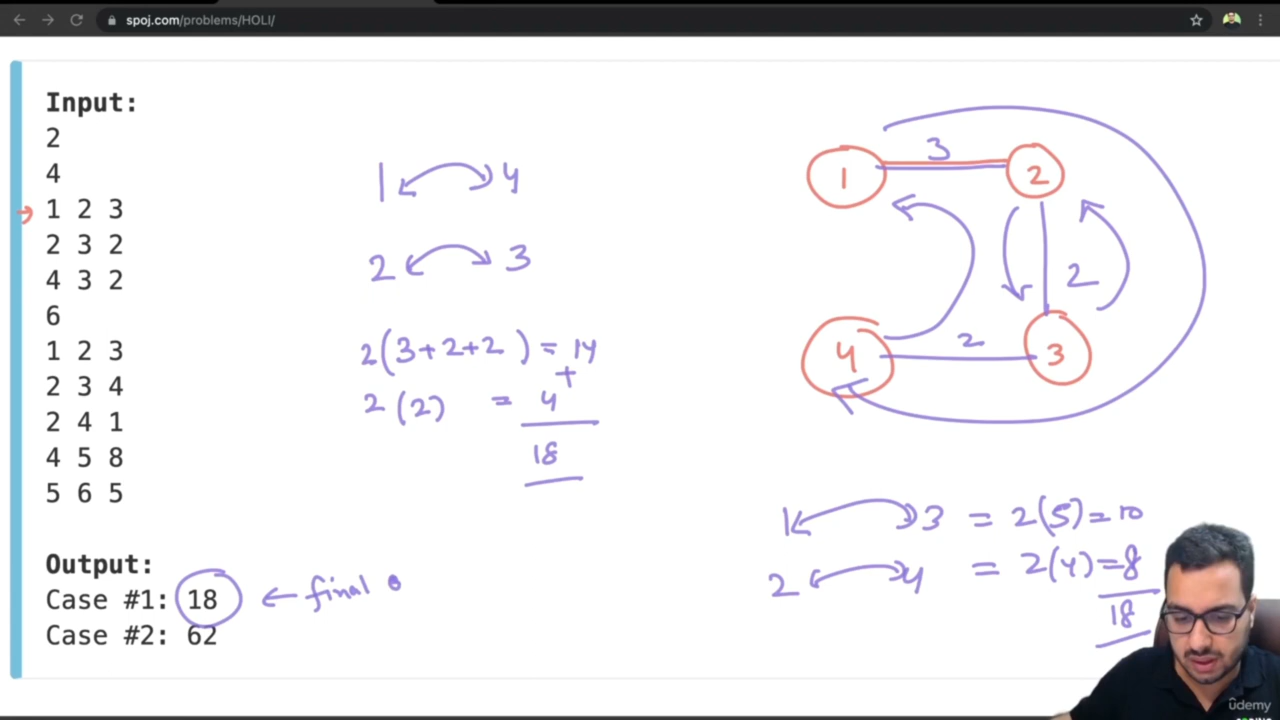 spoj.com/problems/HOLI/
Input:
2
4
1 2 3
2 3 2
4 3 2
6
1 2 3
2 3 4
2 4 1
4 5 8
5 6 5
Output:
Case #1: 18 ← final o
Case #2: 62
1 4
2 3
2(3+2+2) = 14
+
2(2) = 4
18
1 3 2
2
4 2 3
1 3 = 2(5)=10
2 4 = 2(4)=8
18
ûdemy